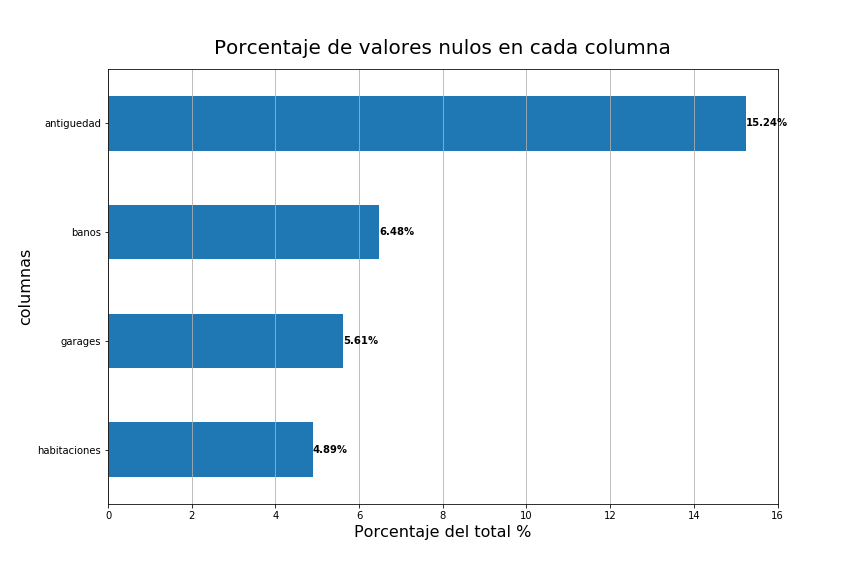 Porcentaje de valores nulos en cada columna
antiguedad
15.24%
banos
6.48%
columnas
garages
5.61%
habitaciones
4.89%
0 2 4 6 8 10 12 14 16
Porcentaje del total %